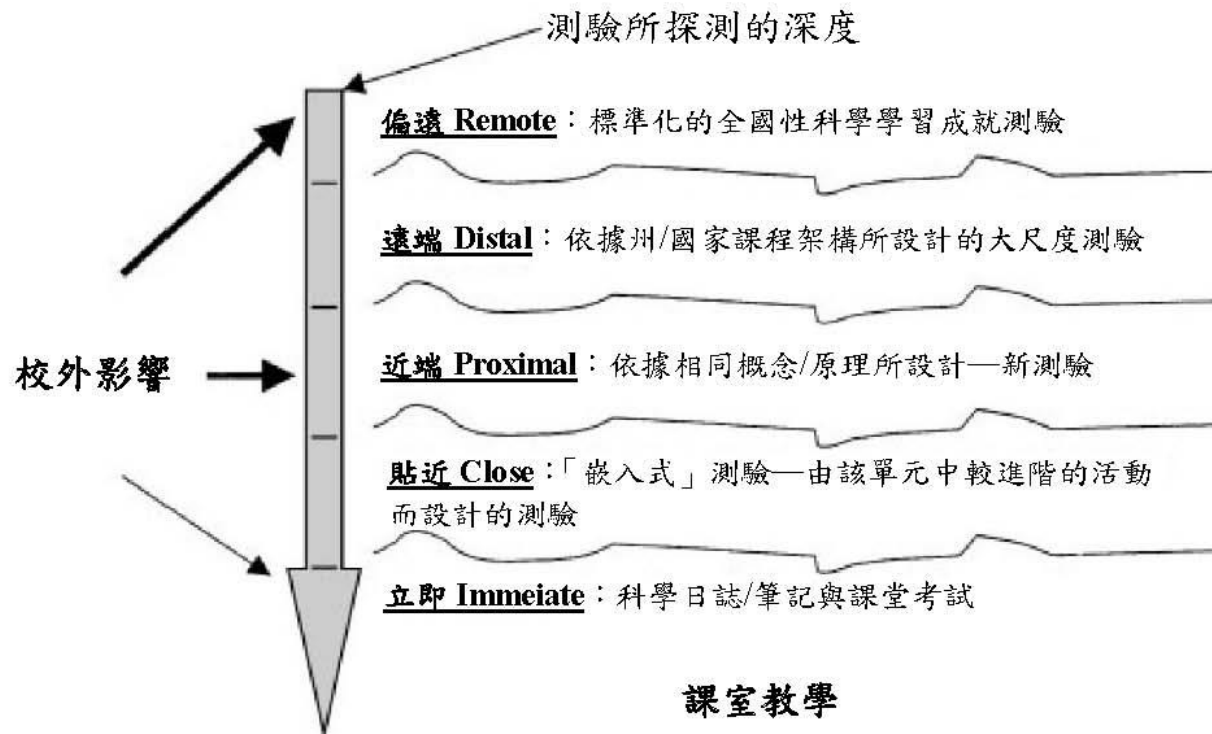 測驗所探測的深度
偏遠 Remote：標準化的全國性科學學習成就測驗
遠端 Distal：依據州/國家課程架構所設計的大尺度測驗
校外影響
近端 Proximal：依據相同概念/原理所設計—新測驗
貼近 Close：「嵌入式」測驗—由該單元中較進階的活動
而設計的測驗
立即 Immeiate：科學日誌/筆記與課堂考試
課室教學